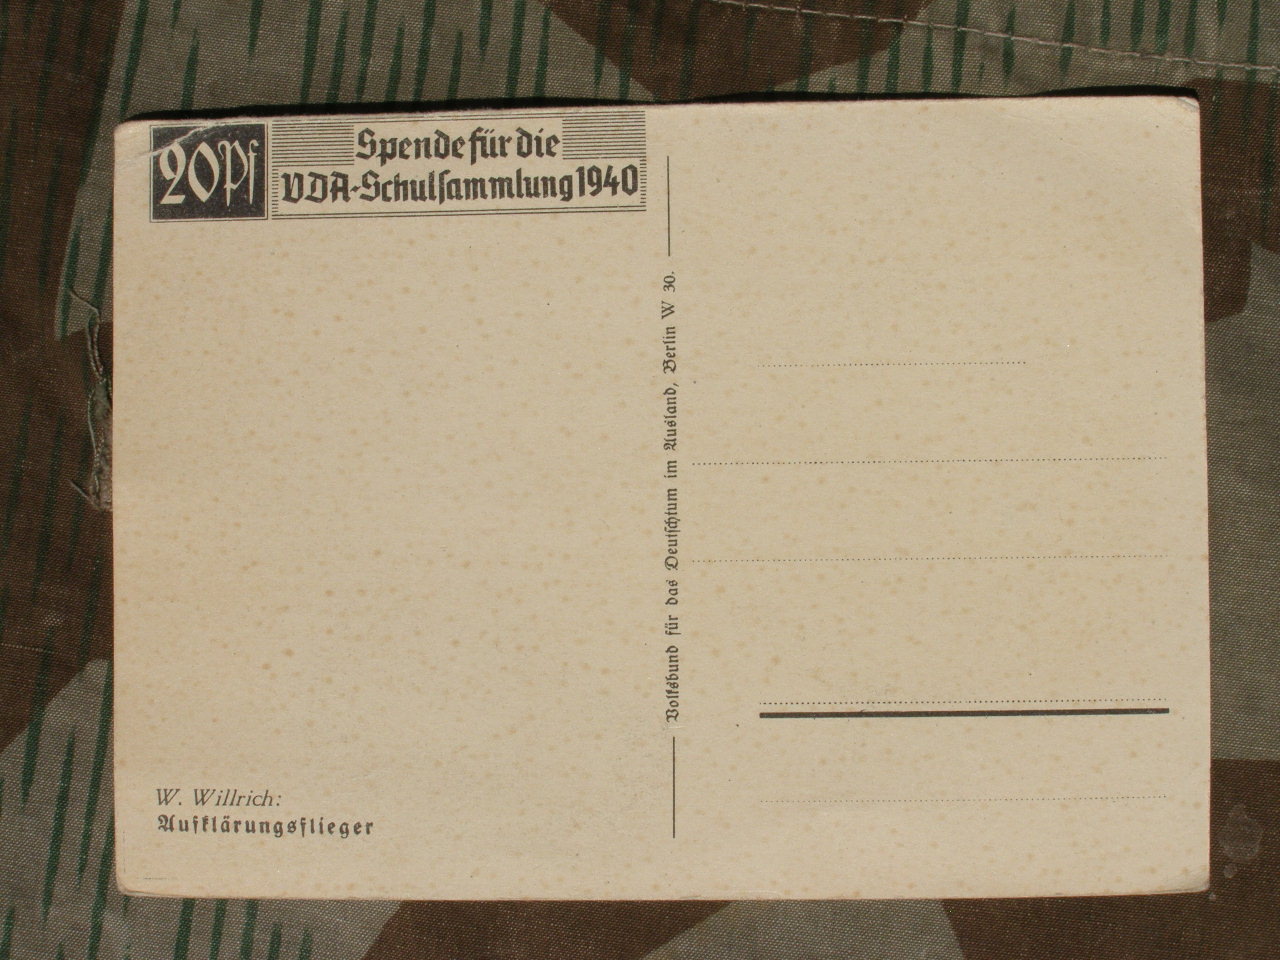 20Pf
Spende für die
VDA-Schulsammlung 1940
Volksbund für das Deutschtum im Ausland, Berlin W 30.
W. Willrich:
Aufklärungsflieger